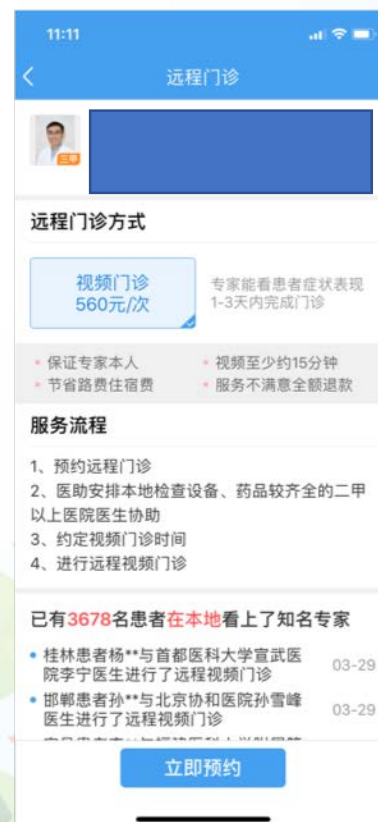 11:11
远程门诊
三甲
远程门诊方式
视频门诊
560元/次
专家能看患者症状表现
1-3天内完成门诊
保证专家本人
视频至少约15分钟
节省路费住宿费
服务不满意全额退款
服务流程
1、预约远程门诊
2、医助安排本地检查设备、药品较齐全的二甲
以上医院医生协助
3、约定视频门诊时间
4、进行远程视频门诊
已有3678名患者在本地看上了知名专家
桂林患者杨**与首都医科大学宣武医
院李宁医生进行了远程视频门诊
03-29
邯郸患者孙**与北京协和医院孙雪峰
医生进行了远程视频门诊
03-29
立即预约